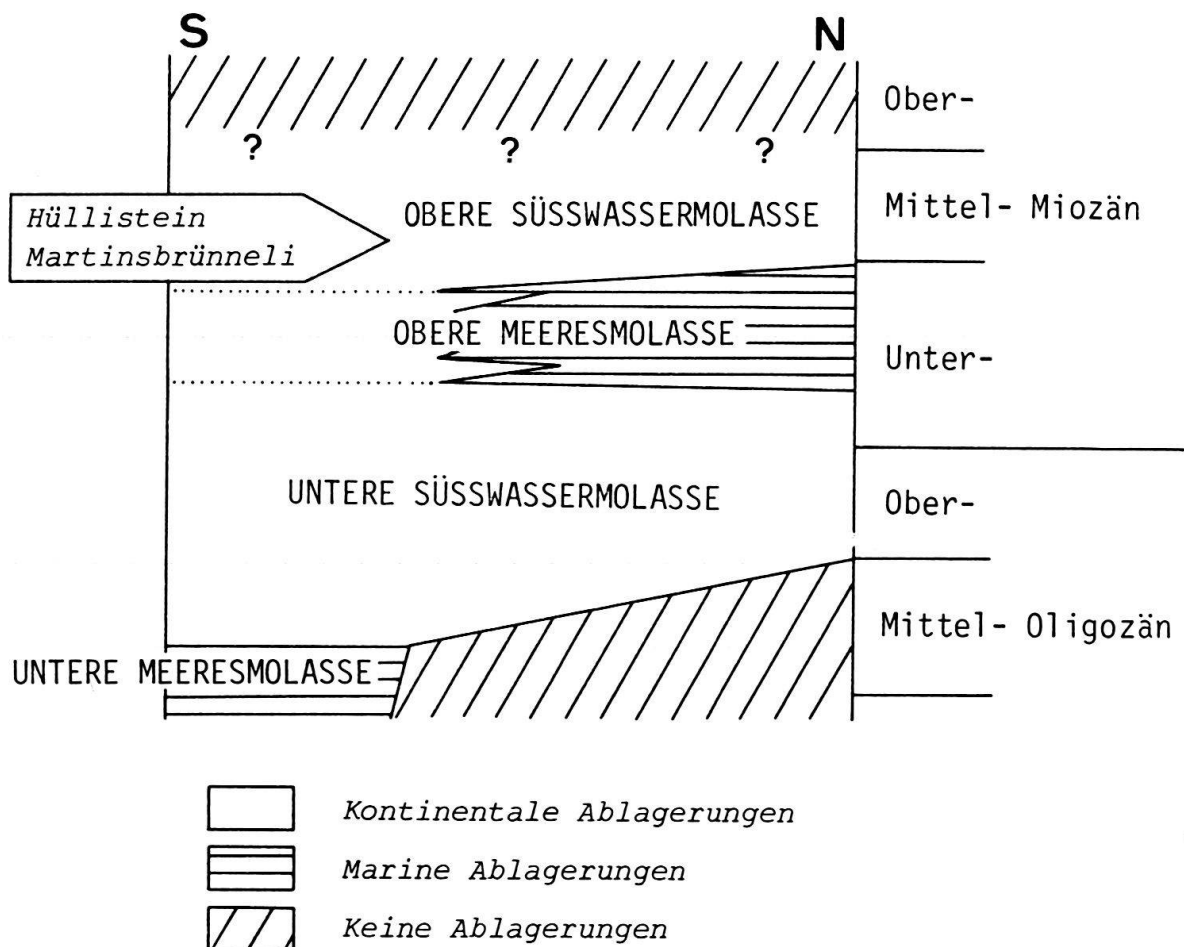 S N
Ober-
? ? ?
Mittel- Miozän
Hüllistein
Martinsbrünneli
OBERE SÜSSWASSERMOLASSE
OBERE MEERESMOLASSE
Unter-
UNTERE SÜSSWASSERMOLASSE
Ober-
Mittel- Oligozän
UNTERE MEERESMOLASSE
Kontinentale Ablagerungen
Marine Ablagerungen
Keine Ablagerungen